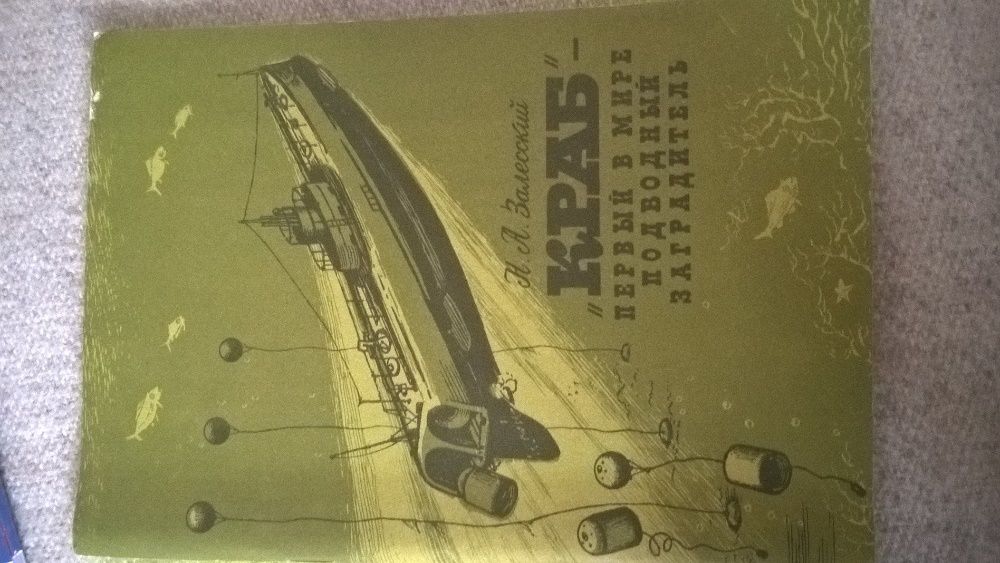 Н. А. Залесский
"КРАБ" –
ПЕРВЫЙ В МИРЕ
ПОДВОДНЫЙ
ЗАГРАДИТЕЛЬ